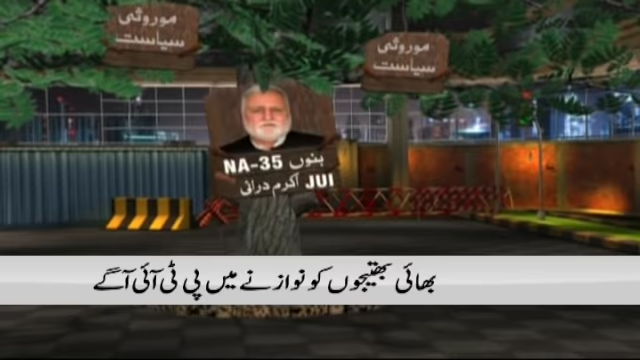 موروثی
سیاست
موروثی
سیاست
بنوں NA-35
JUI اکرم درانی
بھائی بھتیجوں کو نوازنے میں پی ٹی آئی آگے